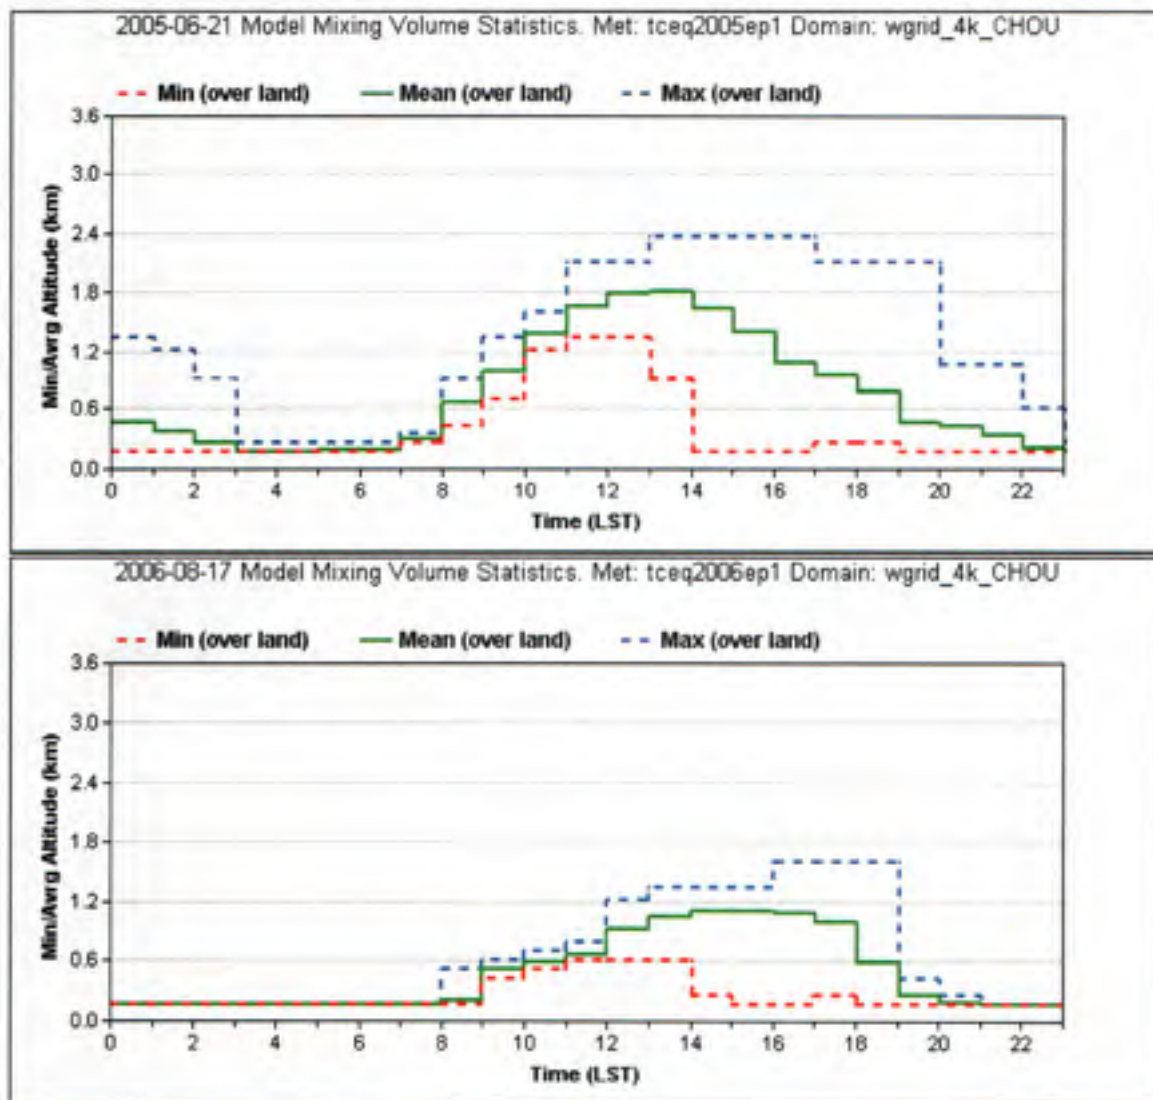 2005-06-21 Model Mixing Volume Statistics. Met: tceq2005ep1 Domain: wgrid_4k_CHOU
Min (over land) Mean (over land) Max (over land)
3.6
3.0
2.4
1.8
1.2
0.6
0.0
Min/Avrg Altitude (km)
0 2 4 6 8 10 12 14 16 18 20 22
Time (LST)
2006-08-17 Model Mixing Volume Statistics. Met: tceq2006ep1 Domain: wgrid_4k_CHOU
Min (over land) Mean (over land) Max (over land)
3.6
3.0
2.4
1.8
1.2
0.6
0.0
Min/Avrg Altitude (km)
0 2 4 6 8 10 12 14 16 18 20 22
Time (LST)